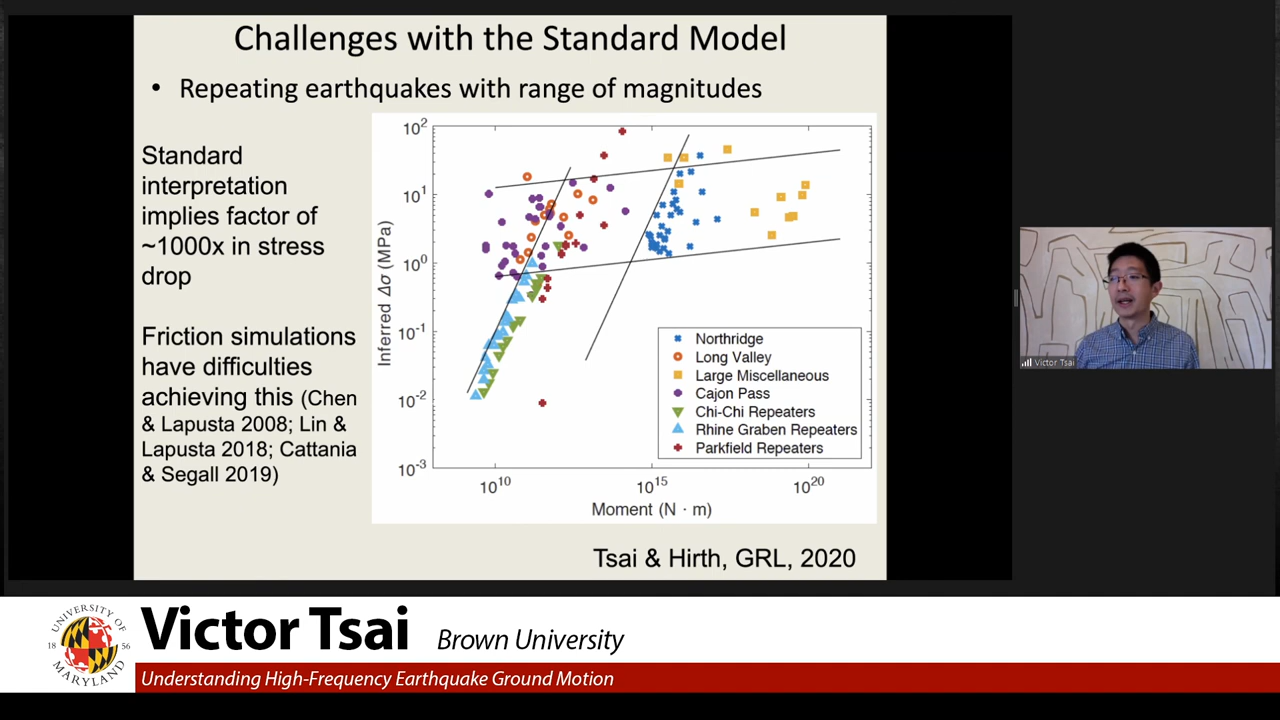 Challenges with the Standard Model
• Repeating earthquakes with range of magnitudes
Standard
interpretation
implies factor of
~1000x in stress
drop
Friction simulations
have difficulties
achieving this (Chen
& Lapusta 2008; Lin &
Lapusta 2018; Cattania
& Segall 2019)
Inferred Δσ (MPa)
10²
10¹
10⁰
10⁻¹
10⁻²
10⁻³
Northridge
Long Valley
Large Miscellaneous
Cajon Pass
Chi-Chi Repeaters
Rhine Graben Repeaters
Parkfield Repeaters
10¹⁰
10¹⁵
10²⁰
Moment (N · m)
Tsai & Hirth, GRL, 2020
Victor Tsai
UNIVERSITY OF
18 56
MARYLAND
Victor Tsai Brown University
Understanding High-Frequency Earthquake Ground Motion